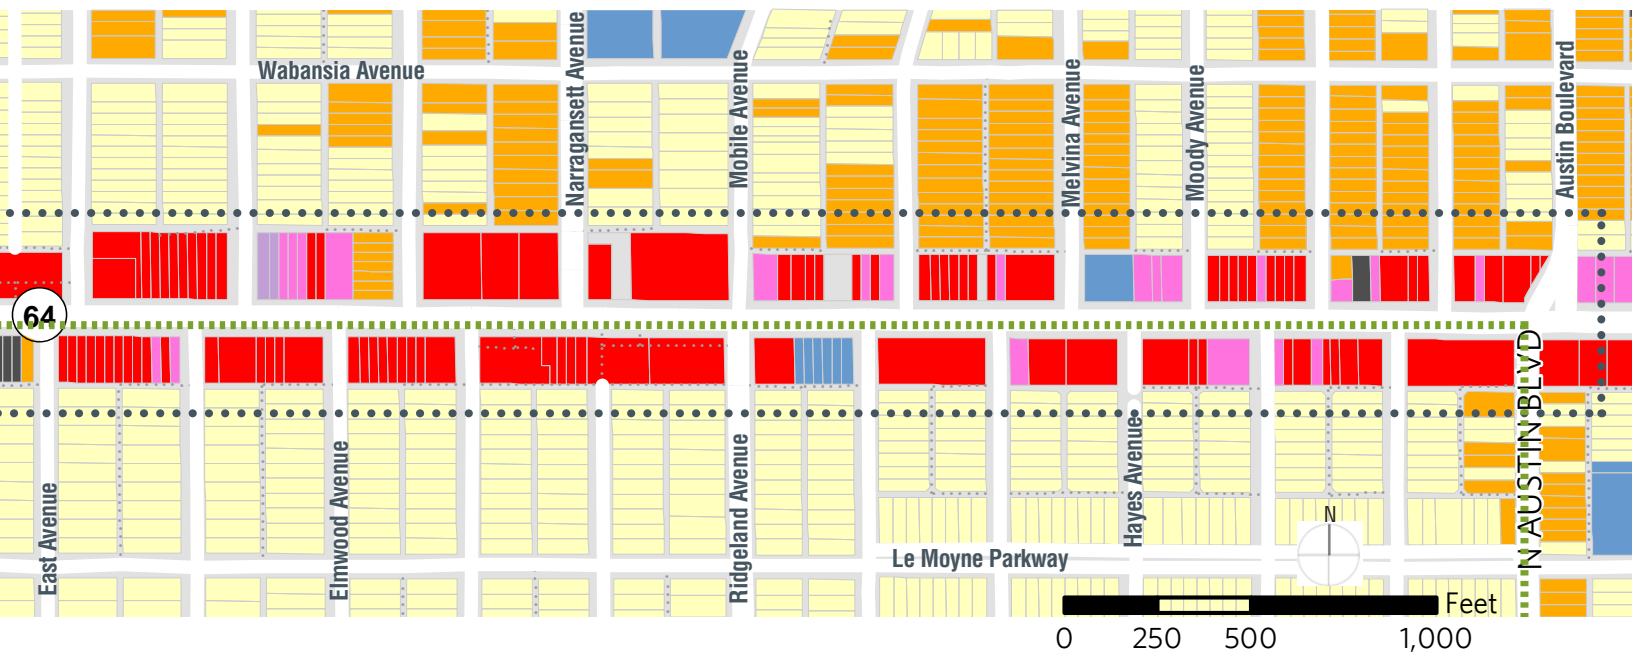 Wabansia Avenue
Narragansett Avenue
Mobile Avenue
Melvina Avenue
Moody Avenue
Austin Boulevard
64
East Avenue
Elmwood Avenue
Ridgeland Avenue
Hayes Avenue
N AUSTIN BLVD
Le Moyne Parkway
N
Feet
0 250 500 1,000